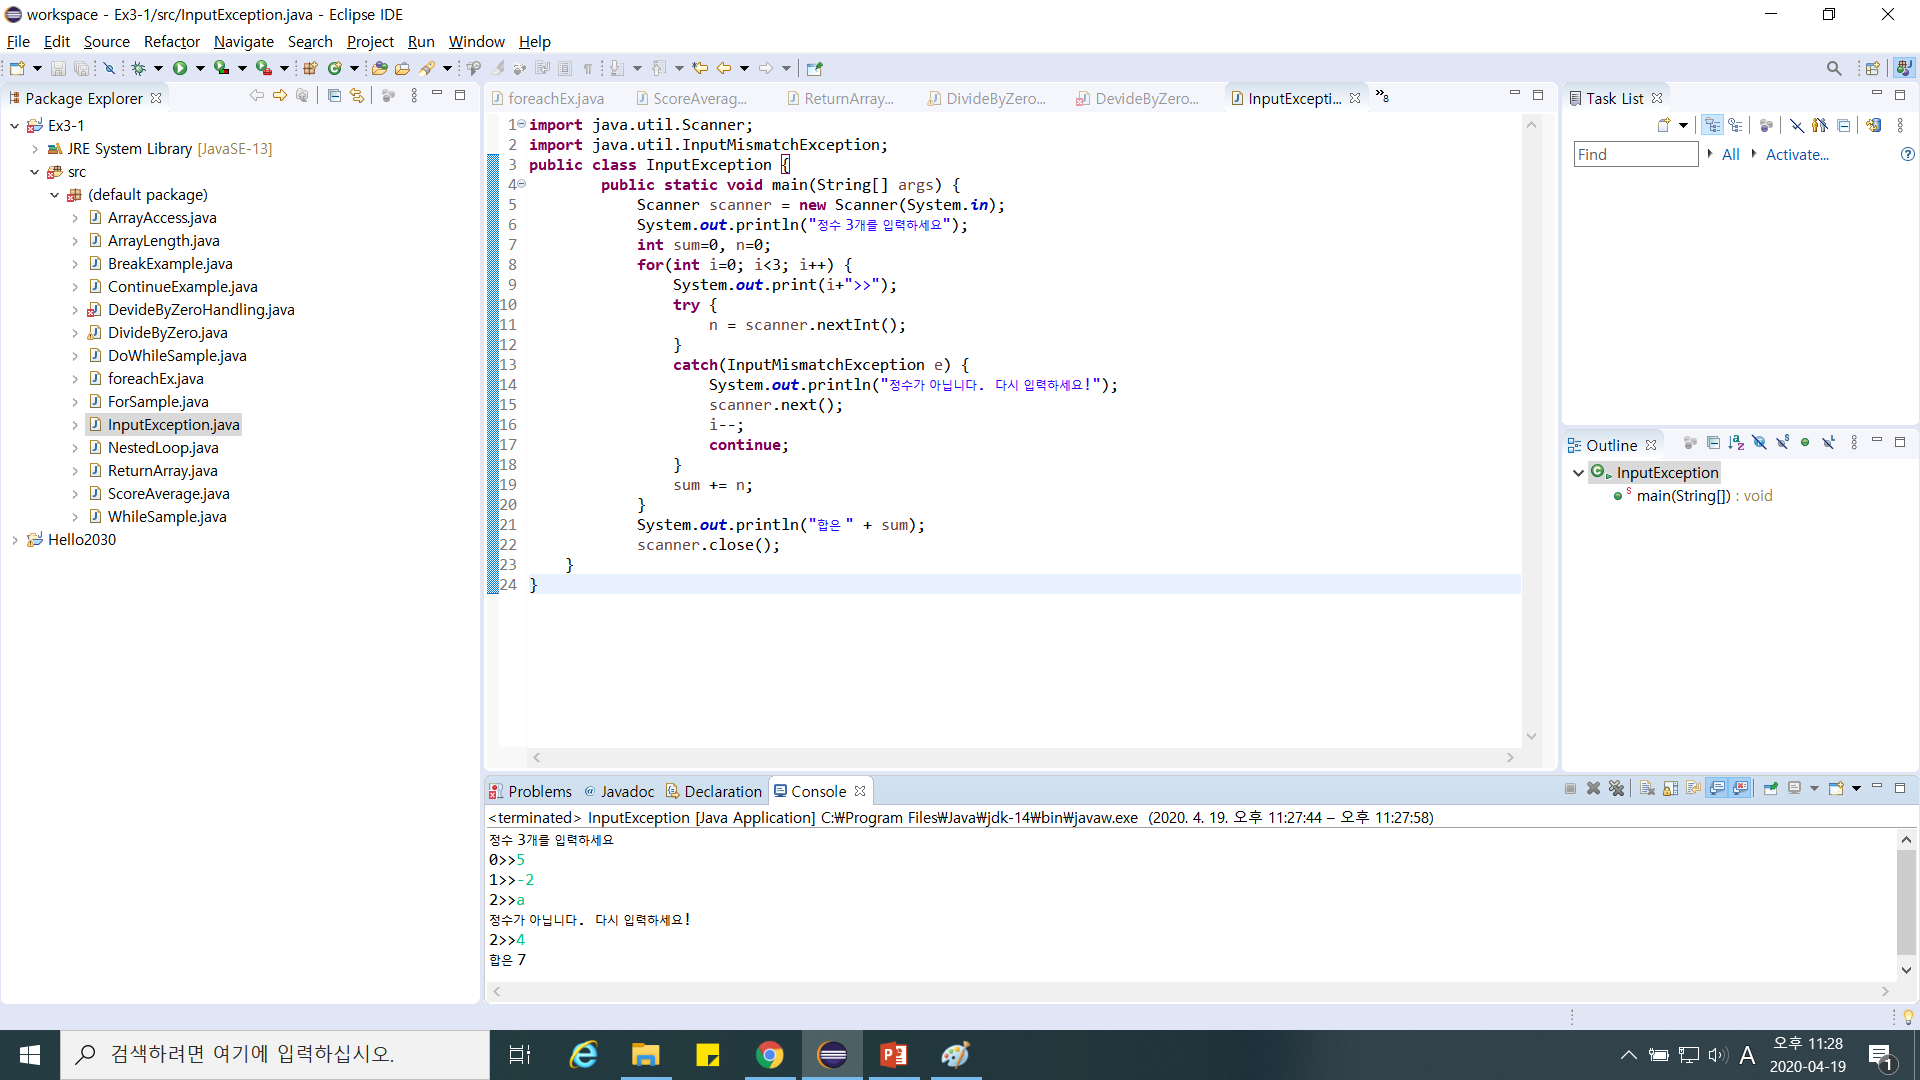 workspace - Ex3-1/src/InputException.java - Eclipse IDE
File Edit Source Refactor Navigate Search Project Run Window Help
Package Explorer
Ex3-1
JRE System Library [JavaSE-13]
src
(default package)
ArrayAccess.java
ArrayLength.java
BreakExample.java
ContinueExample.java
DevideByZeroHandling.java
DivideByZero.java
DoWhileSample.java
foreachEx.java
ForSample.java
InputException.java
NestedLoop.java
ReturnArray.java
ScoreAverage.java
WhileSample.java
Hello2030
foreachEx.java ScoreAverag... ReturnArray... DivideByZero... DevideByZero... InputExcepti... »8
1 import java.util.Scanner;
2 import java.util.InputMismatchException;
3 public class InputException {
4 public static void main(String[] args) {
5 Scanner scanner = new Scanner(System.in);
6 System.out.println("정수 3개를 입력하세요");
7 int sum=0, n=0;
8 for(int i=0; i<3; i++) {
9 System.out.print(i+">>");
10 try {
11 n = scanner.nextInt();
12 }
13 catch(InputMismatchException e) {
14 System.out.println("정수가 아닙니다. 다시 입력하세요!");
15 scanner.next();
16 i--;
17 continue;
18 }
19 sum += n;
20 }
21 System.out.println("합은 " + sum);
22 scanner.close();
23 }
24 }
Task List
Find All Activate...
Outline
InputException
main(String[]) : void
Problems Javadoc Declaration Console
<terminated> InputException [Java Application] C:₩Program Files₩Java₩jdk-14₩bin₩javaw.exe (2020. 4. 19. 오후 11:27:44 – 오후 11:27:58)
정수 3개를 입력하세요
0>>5
1>>-2
2>>a
정수가 아닙니다. 다시 입력하세요!
2>>4
합은 7
검색하려면 여기에 입력하십시오.
A
오후 11:28
2020-04-19
1